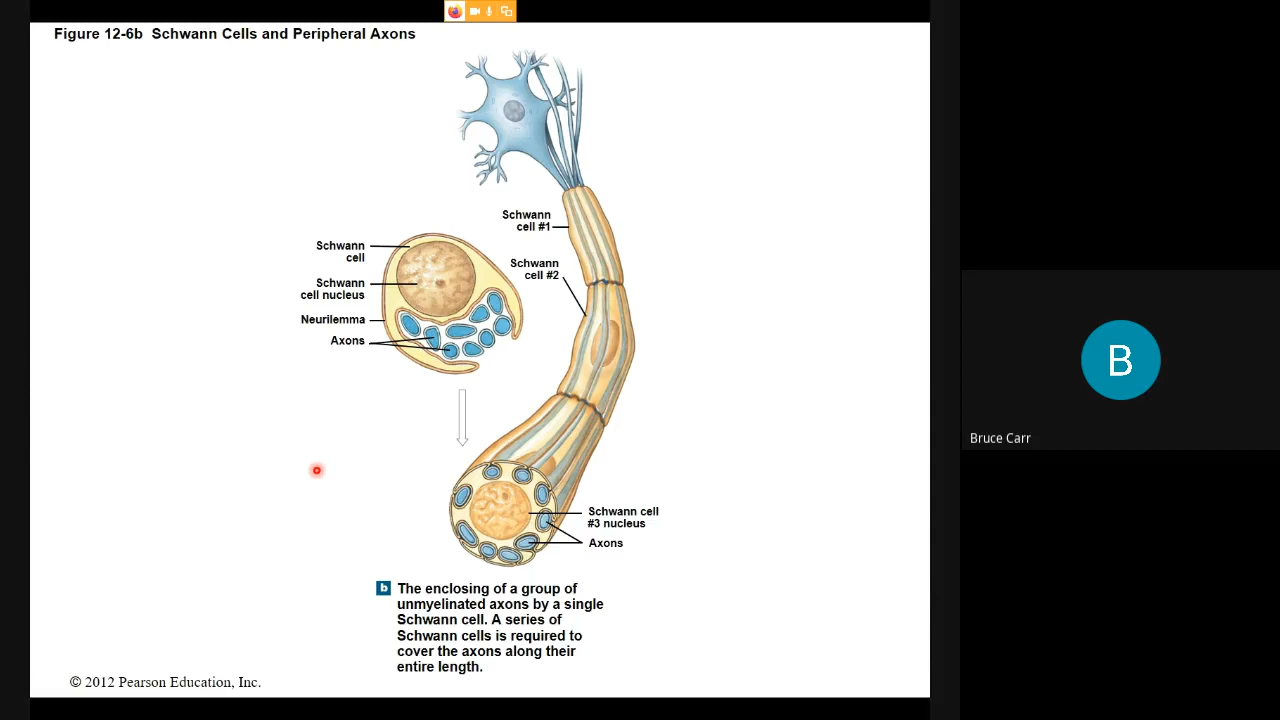 Figure 12-6b Schwann Cells and Peripheral Axons
Schwann
cell #1
Schwann
cell
Schwann
cell #2
Schwann
cell nucleus
Neurilemma
Axons
Schwann cell
#3 nucleus
Axons
b The enclosing of a group of
unmyelinated axons by a single
Schwann cell. A series of
Schwann cells is required to
cover the axons along their
entire length.
© 2012 Pearson Education, Inc.
B
Bruce Carr